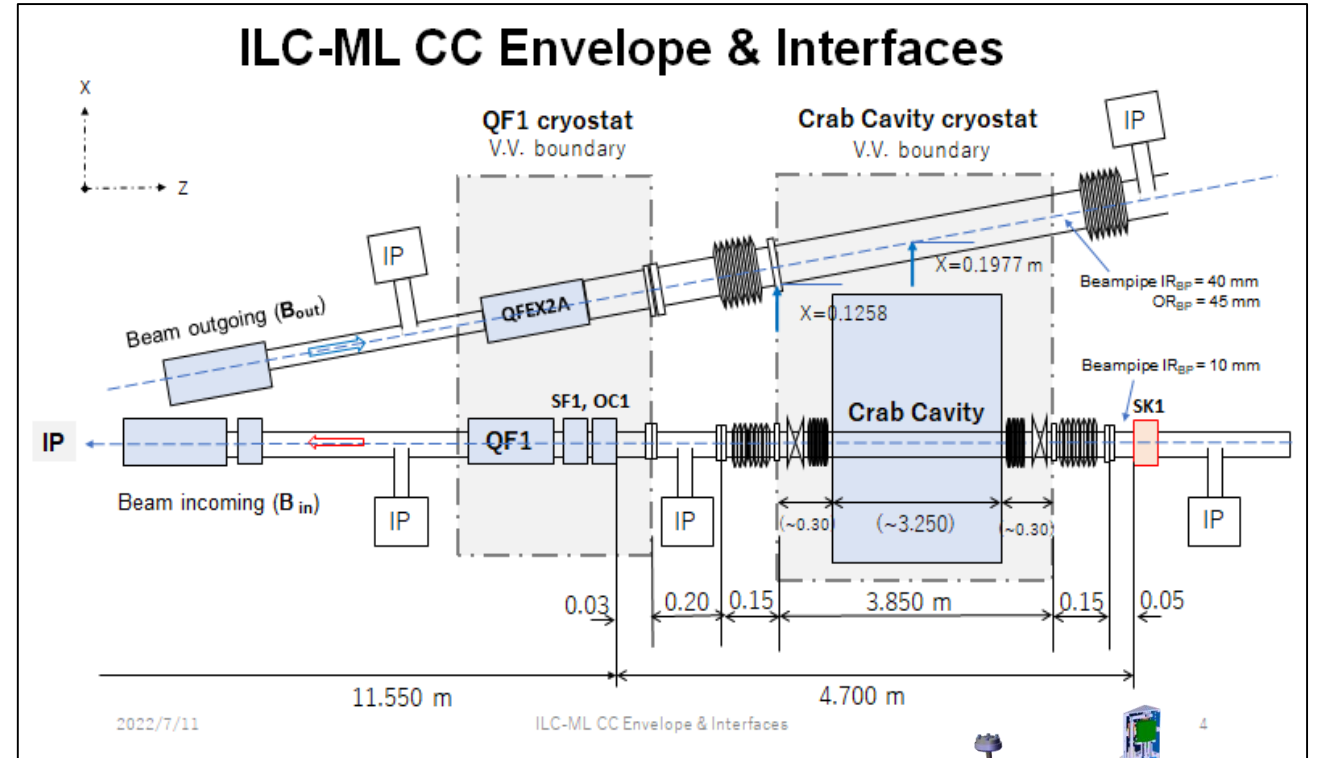 ILC-ML CC Envelope & Interfaces
X
Z
QF1 cryostat
V.V. boundary
Crab Cavity cryostat
V.V. boundary
IP
IP
QFEX2A
X=0.1977 m
X=0.1258
Beampipe IR_BP = 40 mm
OR_BP = 45 mm
Beam outgoing (B_out)
Beampipe IR_BP = 10 mm
SF1, OC1
SK1
IP
QF1
Crab Cavity
Beam incoming (B_in)
IP
IP
IP
(~0.30)
(~3.250)
(~0.30)
0.03
0.20
0.15
3.850 m
0.15
0.05
11.550 m
4.700 m
2022/7/11
ILC-ML CC Envelope & Interfaces
4